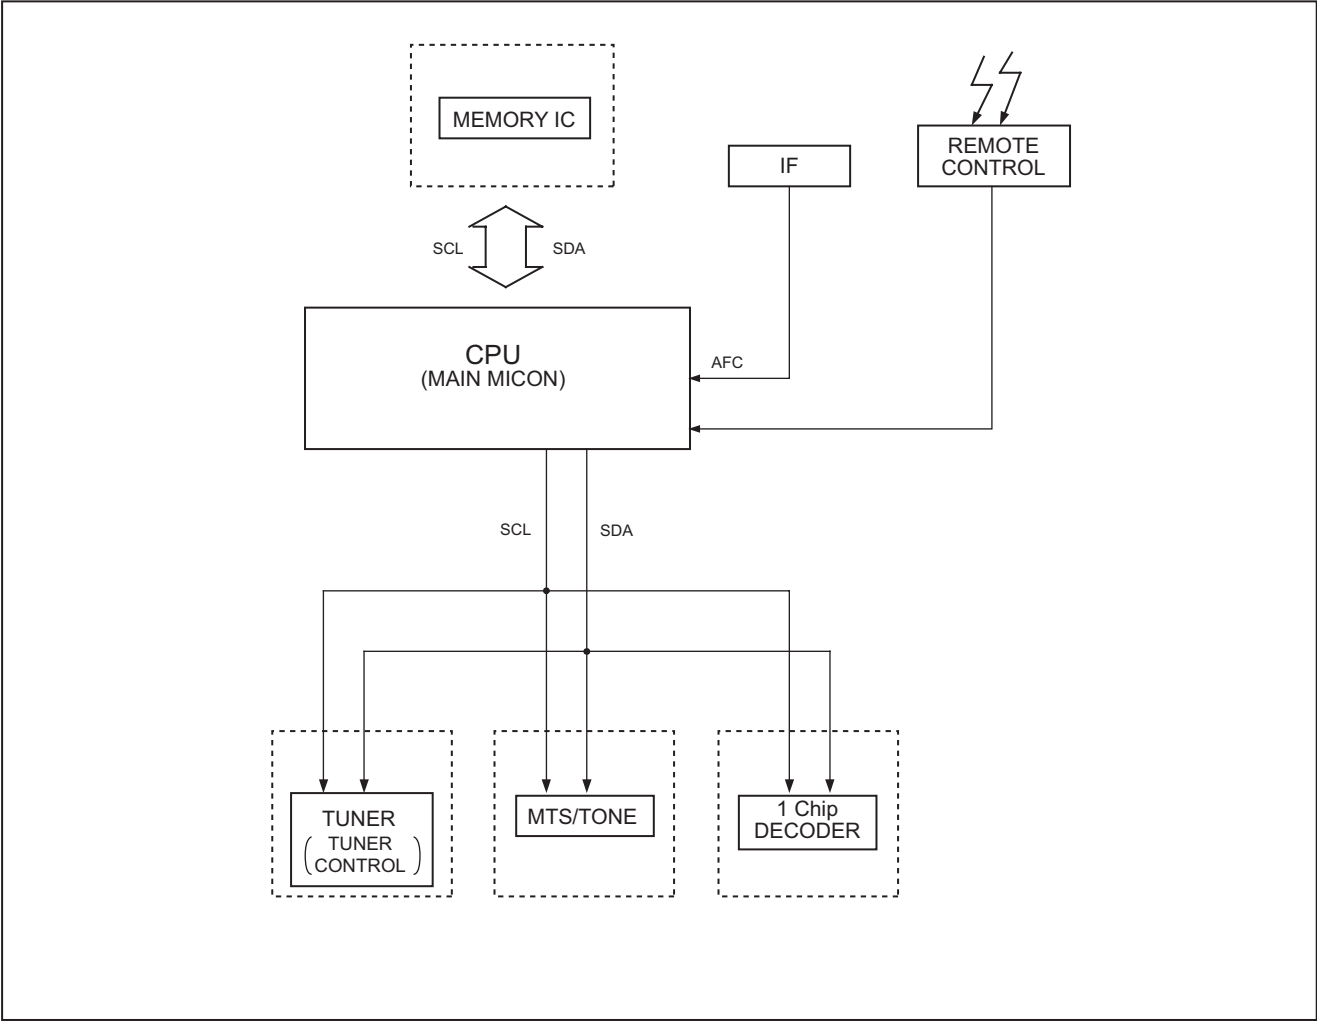 MEMORY IC
IF
REMOTE
CONTROL
SCL
SDA
CPU
(MAIN MICON)
AFC
SCL
SDA
TUNER
( TUNER
CONTROL )
MTS/TONE
1 Chip
DECODER